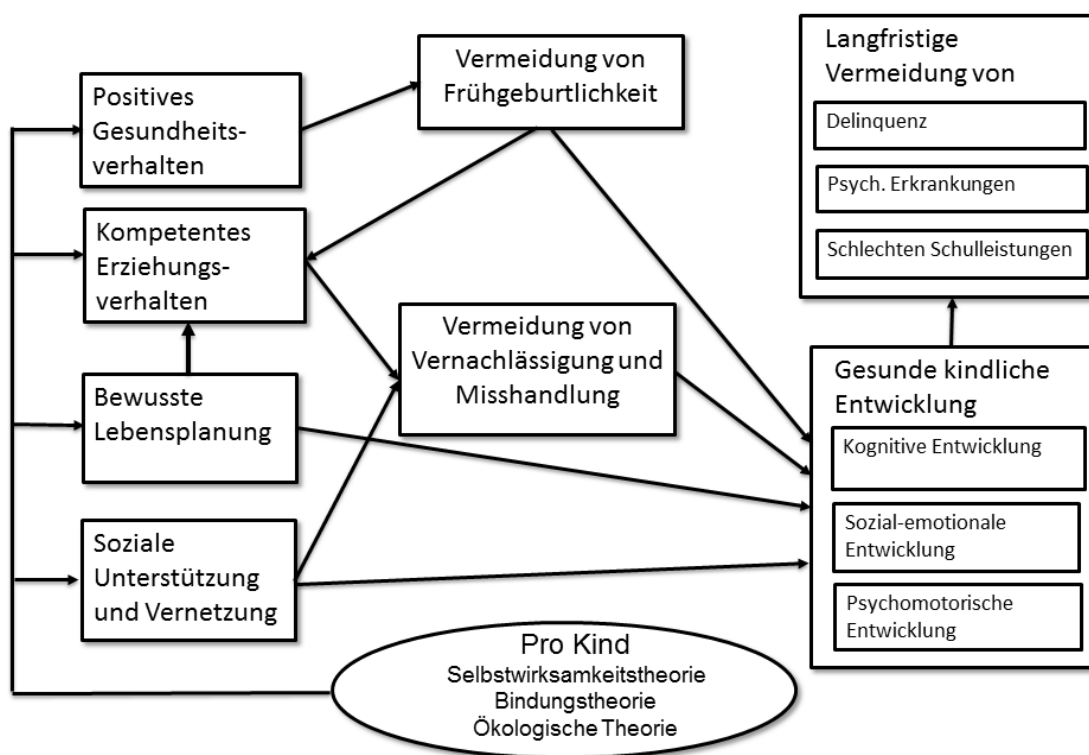 Positives
Gesundheits-
verhalten
Kompetentes
Erziehungs-
verhalten
Bewusste
Lebensplanung
Soziale
Unterstützung
und Vernetzung
Vermeidung von
Frühgeburtlichkeit
Vermeidung von
Vernachlässigung und
Misshandlung
Langfristige
Vermeidung von
Delinquenz
Psych. Erkrankungen
Schlechten Schulleistungen
Gesunde kindliche
Entwicklung
Kognitive Entwicklung
Sozial-emotionale
Entwicklung
Psychomotorische
Entwicklung
Pro Kind
Selbstwirksamkeitstheorie
Bindungstheorie
Ökologische Theorie